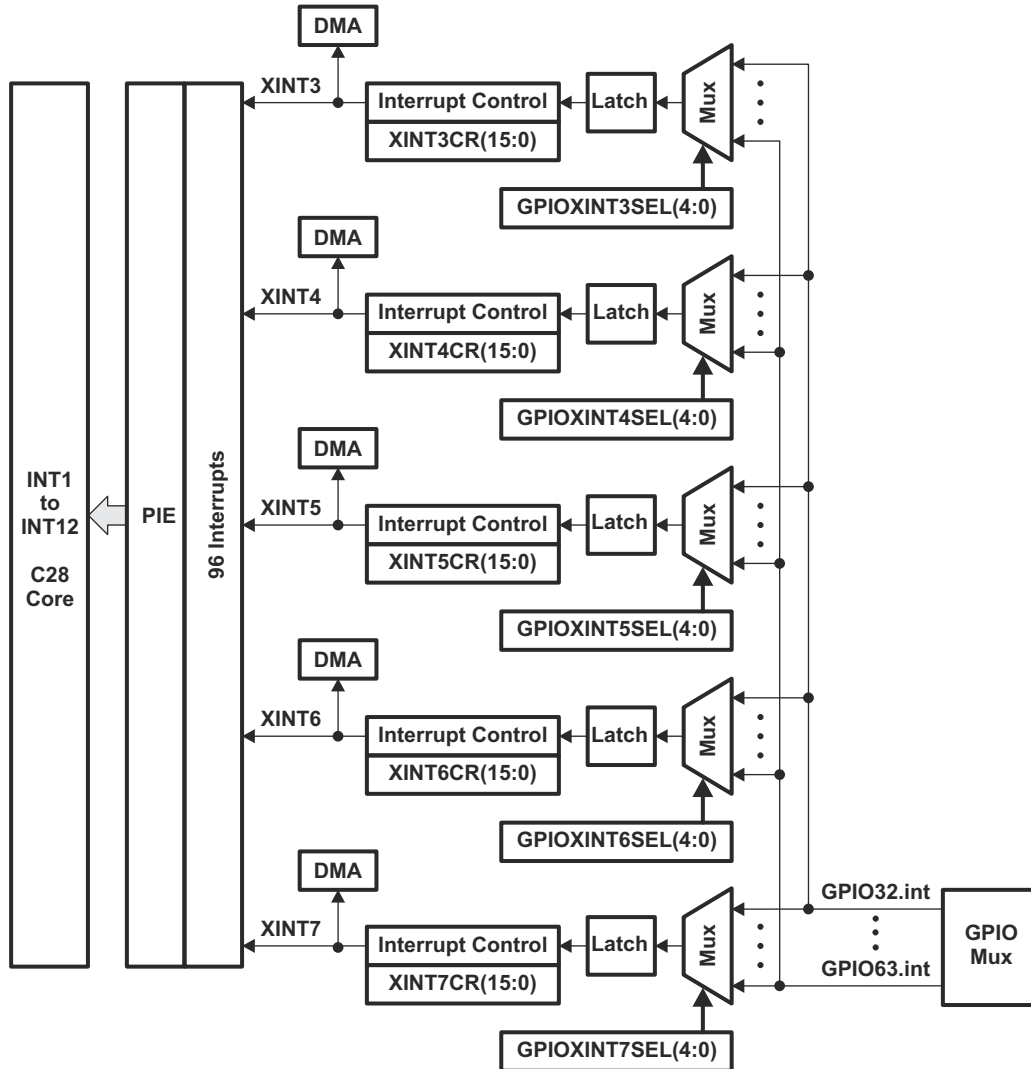 DMA
XINT3
Interrupt Control
XINT3CR(15:0)
Latch
Mux
GPIOXINT3SEL(4:0)
DMA
XINT4
Interrupt Control
XINT4CR(15:0)
Latch
Mux
GPIOXINT4SEL(4:0)
INT1
to
INT12
C28
Core
PIE
96 Interrupts
DMA
XINT5
Interrupt Control
XINT5CR(15:0)
Latch
Mux
GPIOXINT5SEL(4:0)
DMA
XINT6
Interrupt Control
XINT6CR(15:0)
Latch
Mux
GPIOXINT6SEL(4:0)
DMA
XINT7
Interrupt Control
XINT7CR(15:0)
Latch
Mux
GPIOXINT7SEL(4:0)
GPIO32.int
GPIO63.int
GPIO
Mux